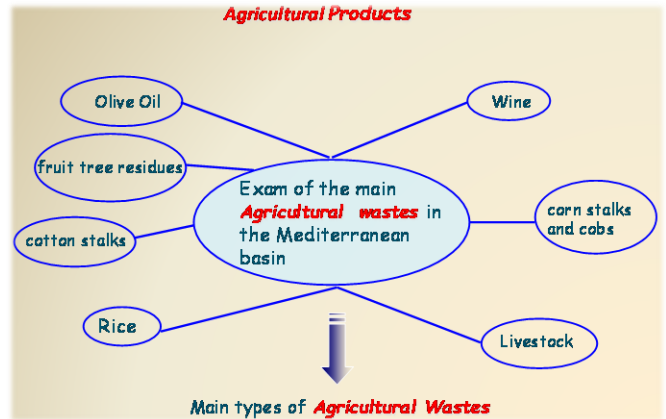 Agricultural Products
Olive Oil
Wine
fruit tree residues
Exam of the main
Agricultural wastes in
the Mediterranean
basin
corn stalks
and cobs
cotton stalks
Rice
Livestock
Main types of Agricultural Wastes